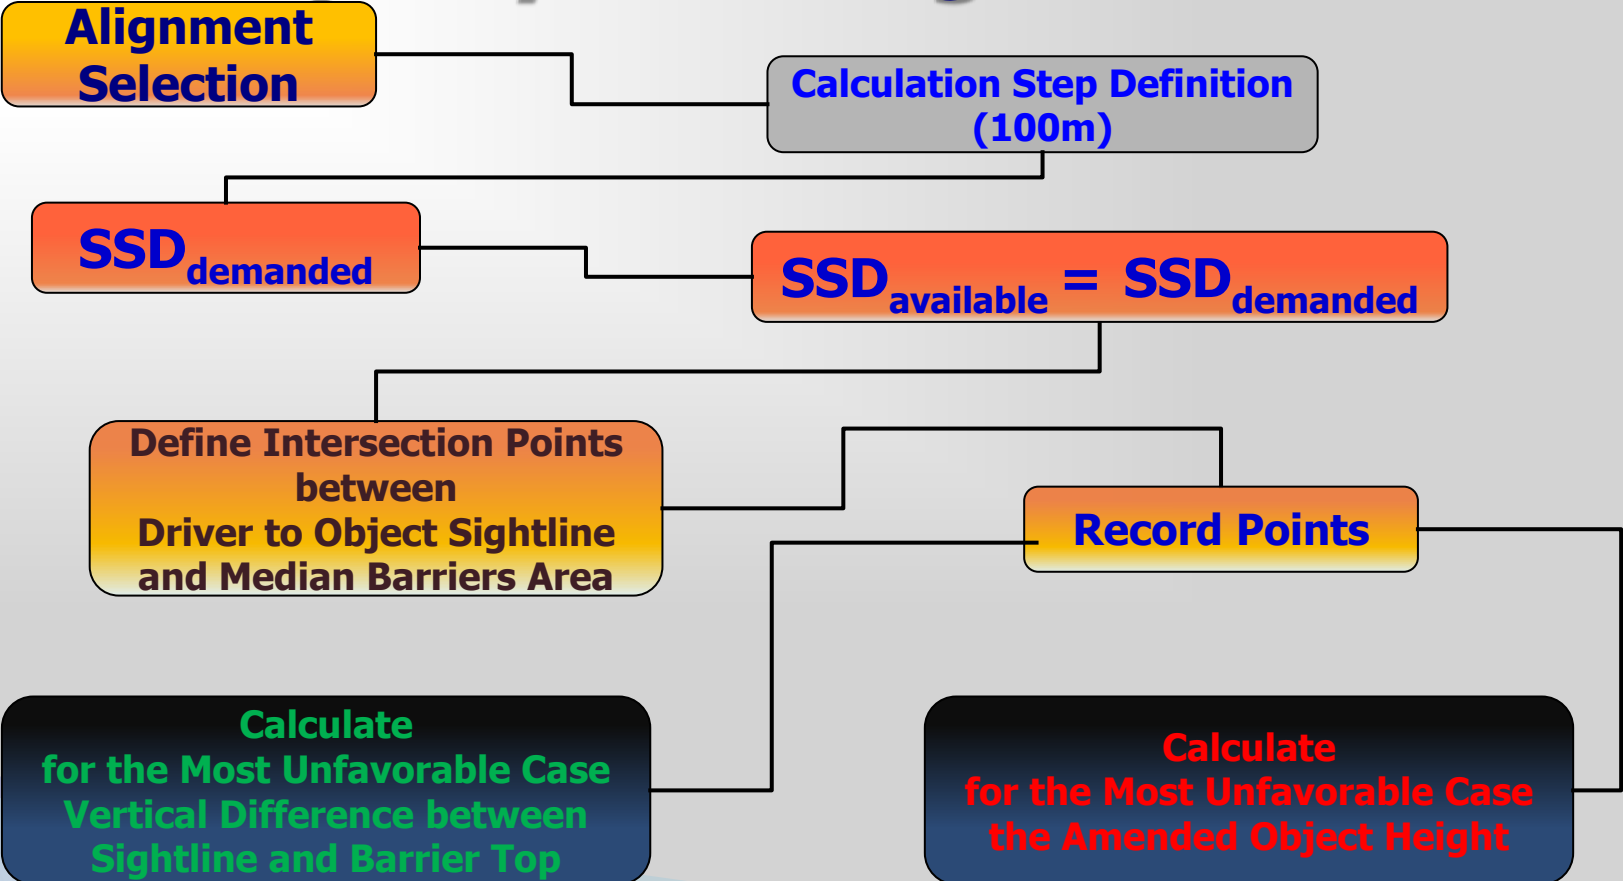 Alignment
Selection
Calculation Step Definition
(100m)
SSDdemanded
SSDavailable = SSDdemanded
Define Intersection Points
between
Driver to Object Sightline
and Median Barriers Area
Record Points
Calculate
for the Most Unfavorable Case
Vertical Difference between
Sightline and Barrier Top
Calculate
for the Most Unfavorable Case
the Amended Object Height